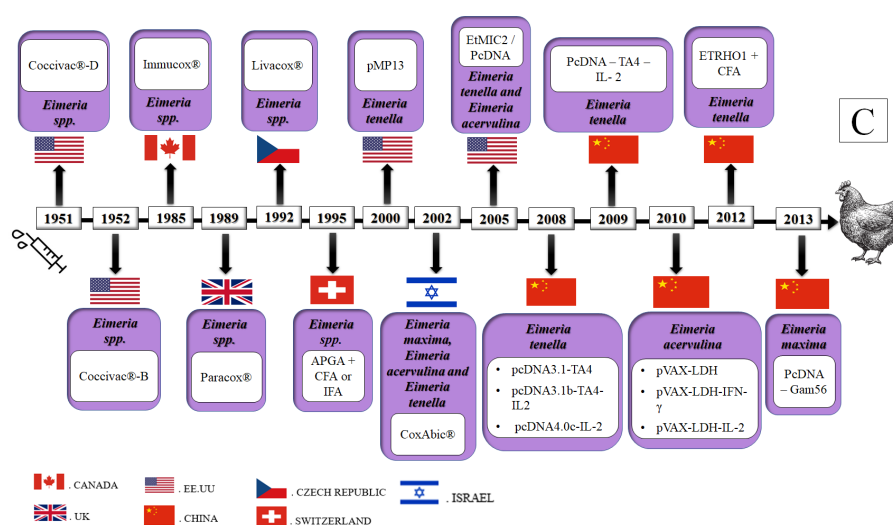 Coccivac®-D
Eimeria
spp.
Immucox®
Eimeria
spp.
Livacox®
Eimeria
spp.
pMP13
Eimeria
tenella
EtMIC2 /
PcDNA
Eimeria
tenella and
Eimeria
acervulina
PcDNA – TA4 –
IL- 2
Eimeria
tenella
ETRHO1 +
CFA
Eimeria
tenella
C
1951
1952
1985
1989
1992
1995
2000
2002
2005
2008
2009
2010
2012
2013
Eimeria
spp.
Coccivac®-B
Eimeria
spp.
Paracox®
Eimeria
spp.
APGA +
CFA or
IFA
Eimeria
maxima,
Eimeria
acervulina and
Eimeria
tenella
CoxAbic®
Eimeria
tenella
• pcDNA3.1-TA4
• pcDNA3.1b-TA4-
IL2
• pcDNA4.0c-IL-2
Eimeria
acervulina
• pVAX-LDH
• pVAX-LDH-IFN-
γ
• pVAX-LDH-IL-2
Eimeria
maxima
PcDNA
– Gam56
. CANADA
. EE.UU
. CZECH REPUBLIC
. ISRAEL
. UK
. CHINA
. SWITZERLAND